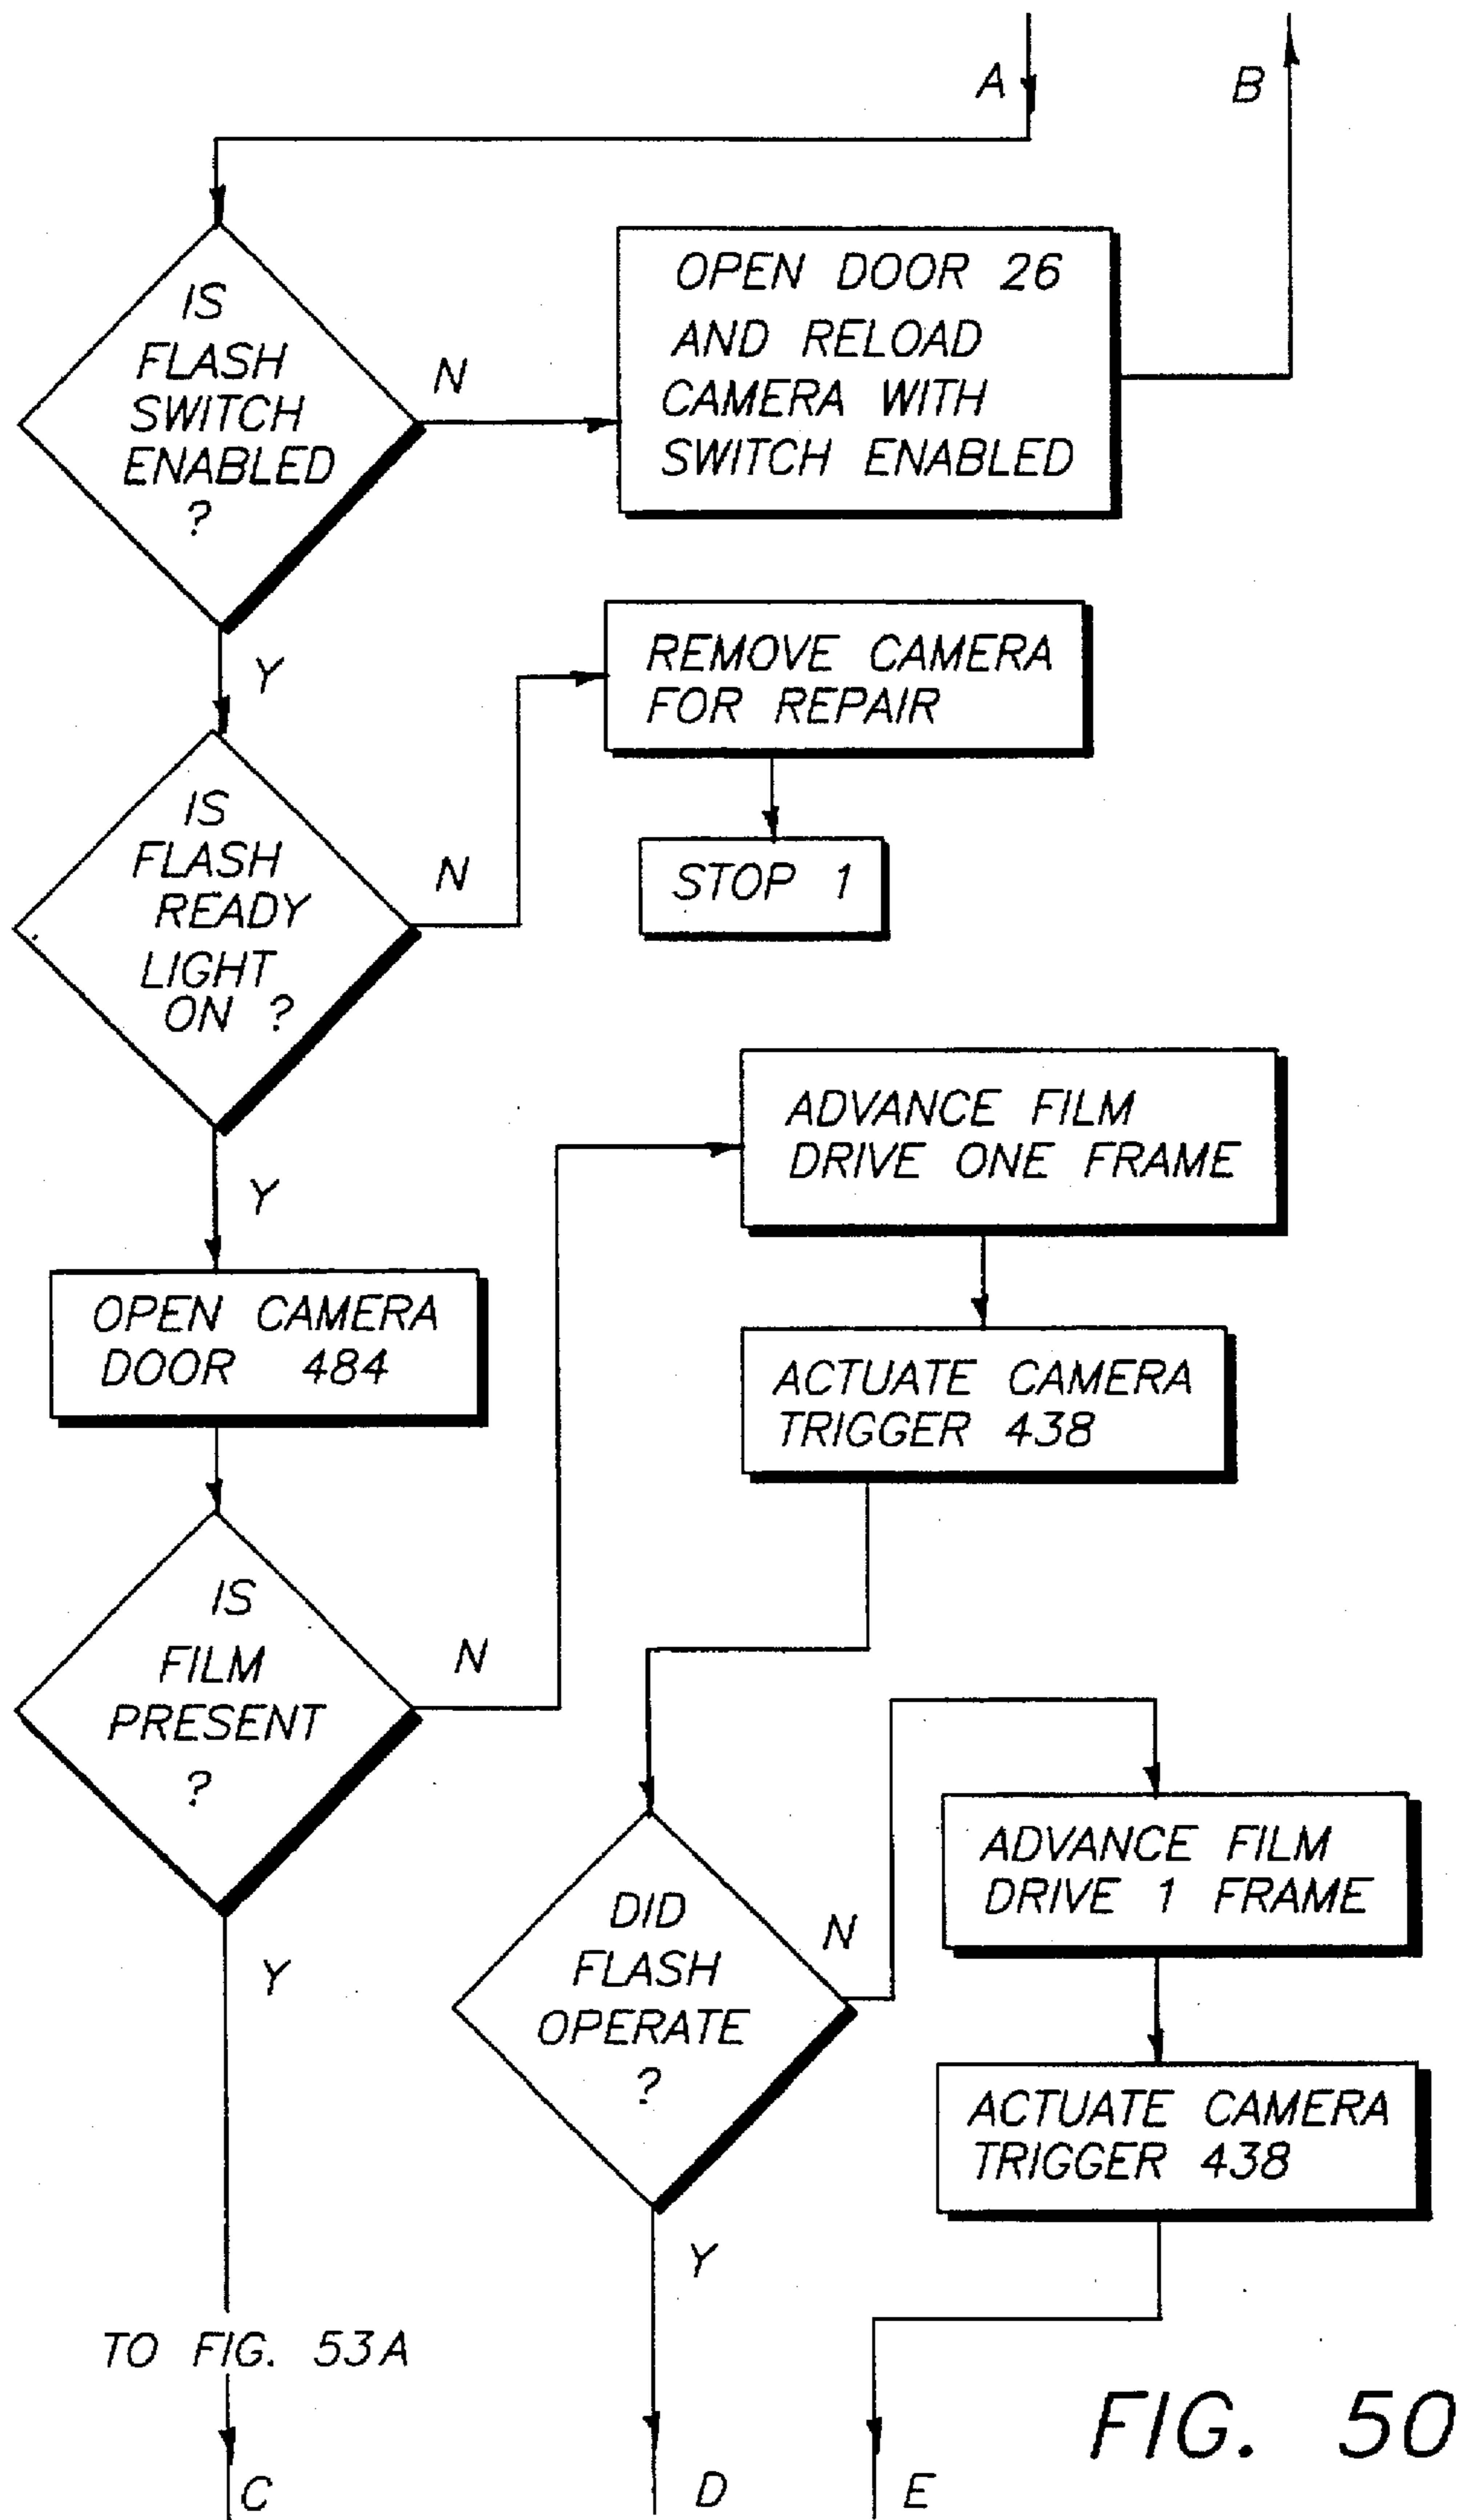 A
B
IS
FLASH
SWITCH
ENABLED
?
N
OPEN DOOR 26
AND RELOAD
CAMERA WITH
SWITCH ENABLED
Y
REMOVE CAMERA
FOR REPAIR
IS
FLASH
READY
LIGHT
ON ?
N
STOP 1
Y
ADVANCE FILM
DRIVE ONE FRAME
OPEN CAMERA
DOOR 484
ACTUATE CAMERA
TRIGGER 438
IS
FILM
PRESENT
?
N
Y
DID
FLASH
OPERATE
?
N
ADVANCE FILM
DRIVE 1 FRAME
ACTUATE CAMERA
TRIGGER 438
Y
TO FIG. 53A
C
D
E
FIG. 50